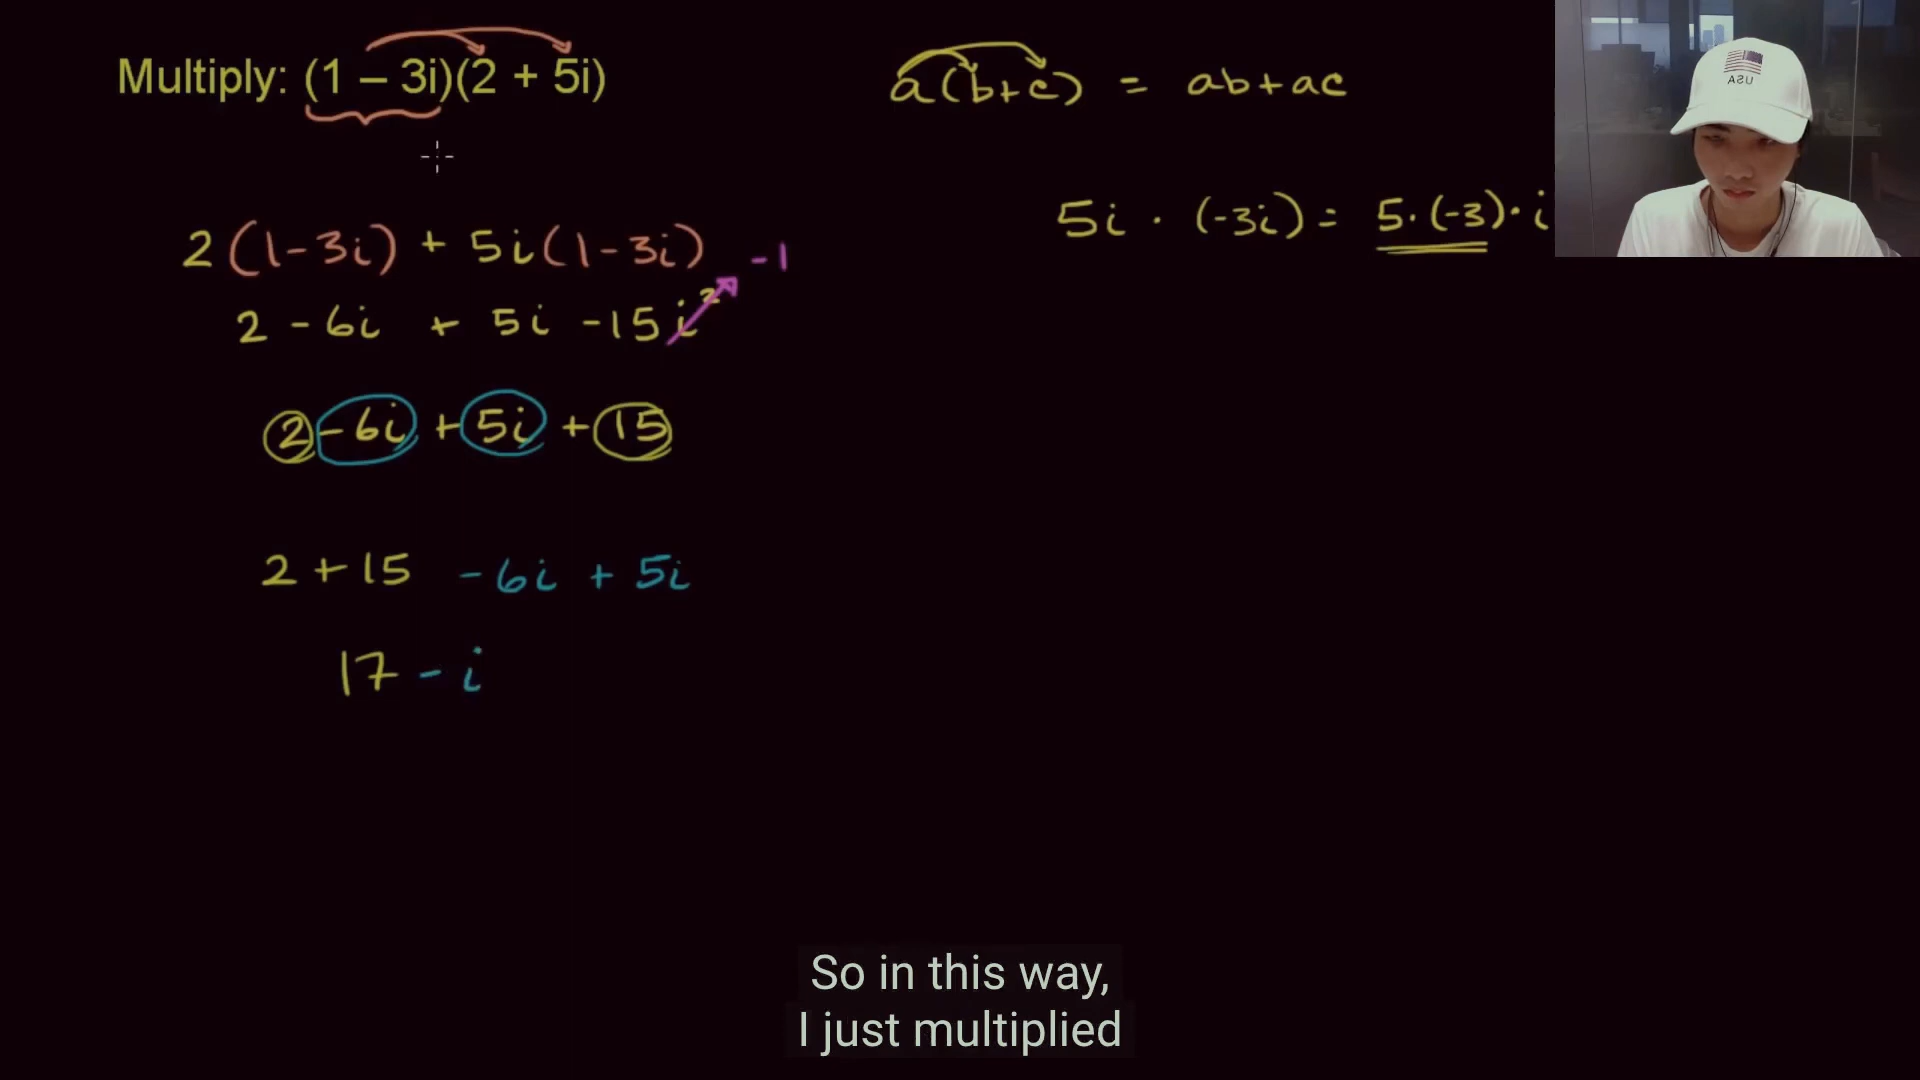 Multiply: (1 – 3i)(2 + 5i)
a(b+c) = ab+ac
5i · (-3i) = 5·(-3)·i
2(1-3i) + 5i(1-3i)
-1
2 - 6i + 5i -15i²
2 - 6i + 5i + 15
2 + 15 - 6i + 5i
17 - i
USA
So in this way,
I just multiplied